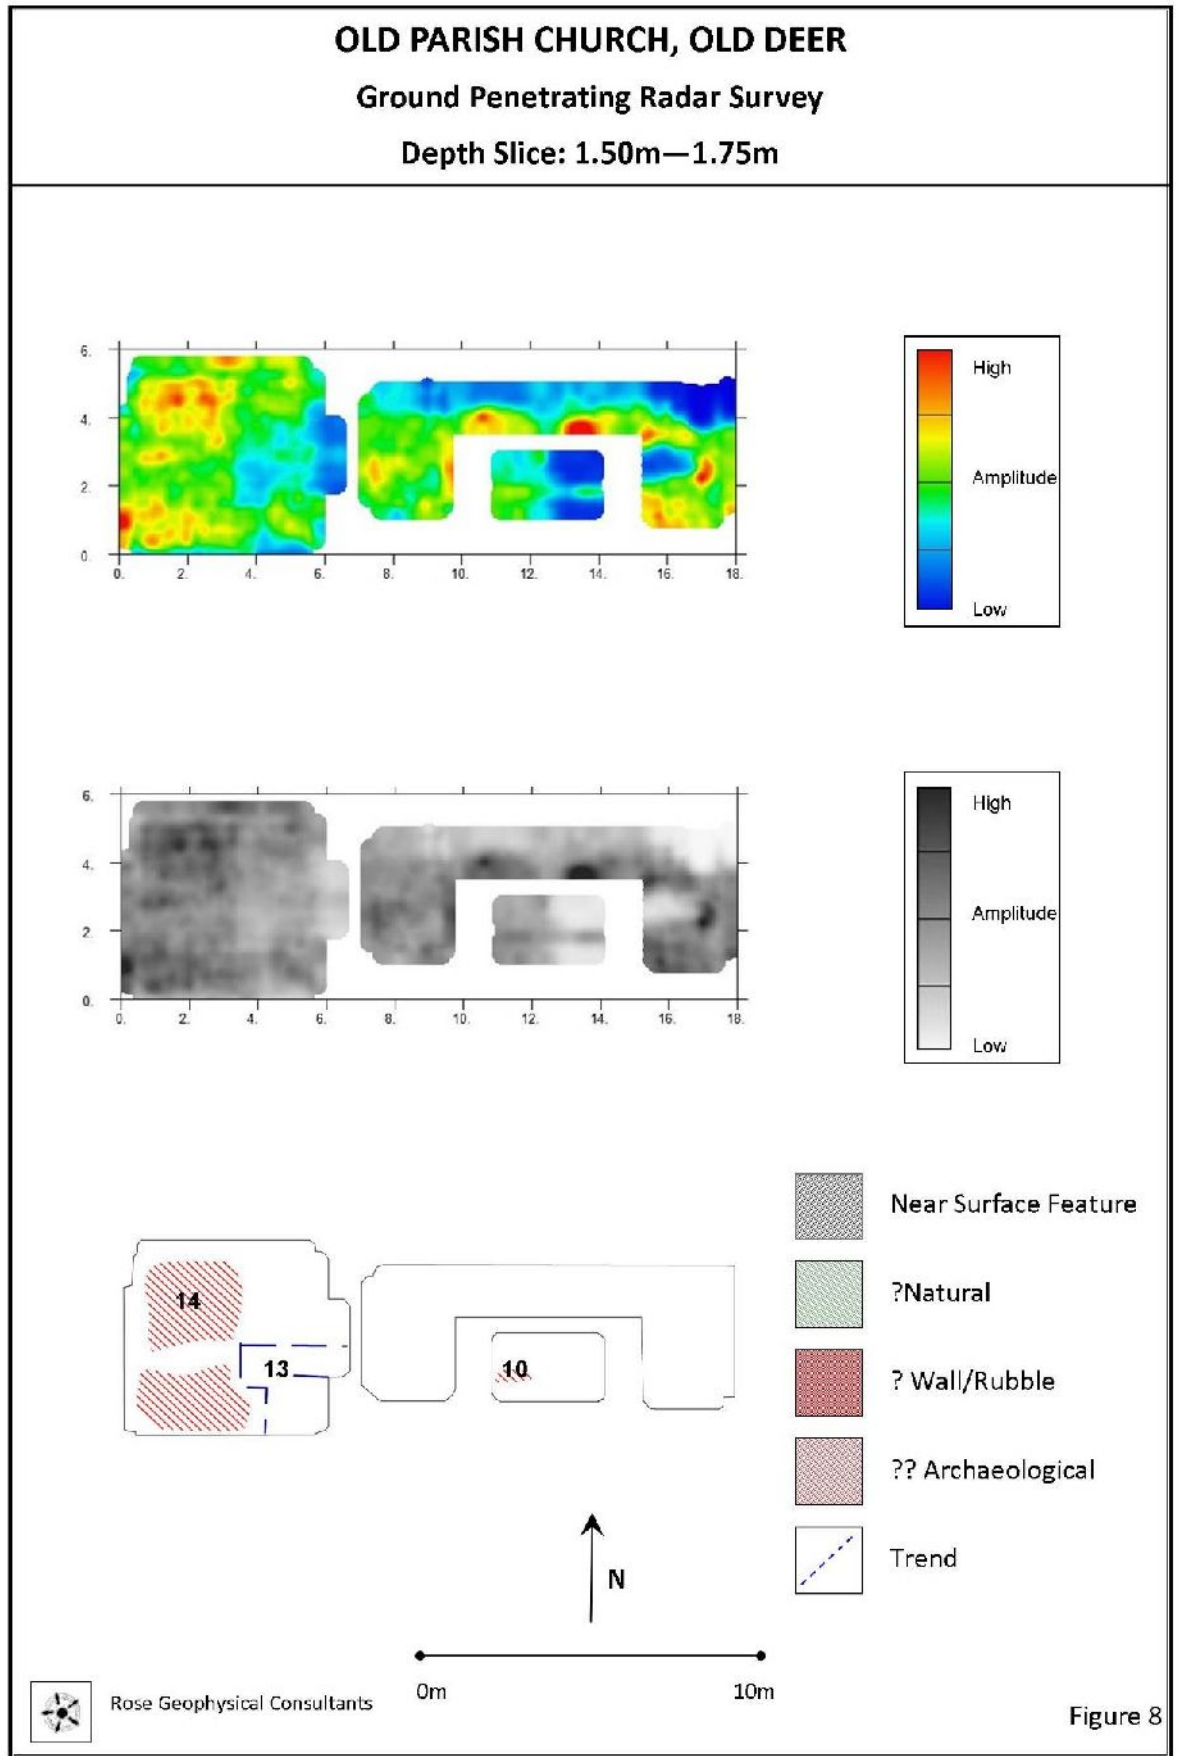 OLD PARISH CHURCH, OLD DEER
Ground Penetrating Radar Survey
Depth Slice: 1.50m—1.75m
6.
4.
2.
0.
0. 2. 4. 6. 8. 10. 12. 14. 16. 18.
High
Amplitude
Low
6.
4.
2.
0.
0. 2. 4. 6. 8. 10. 12. 14. 16. 18.
High
Amplitude
Low
14
13
10
Near Surface Feature
?Natural
? Wall/Rubble
?? Archaeological
Trend
N
0m 10m
Rose Geophysical Consultants
Figure 8